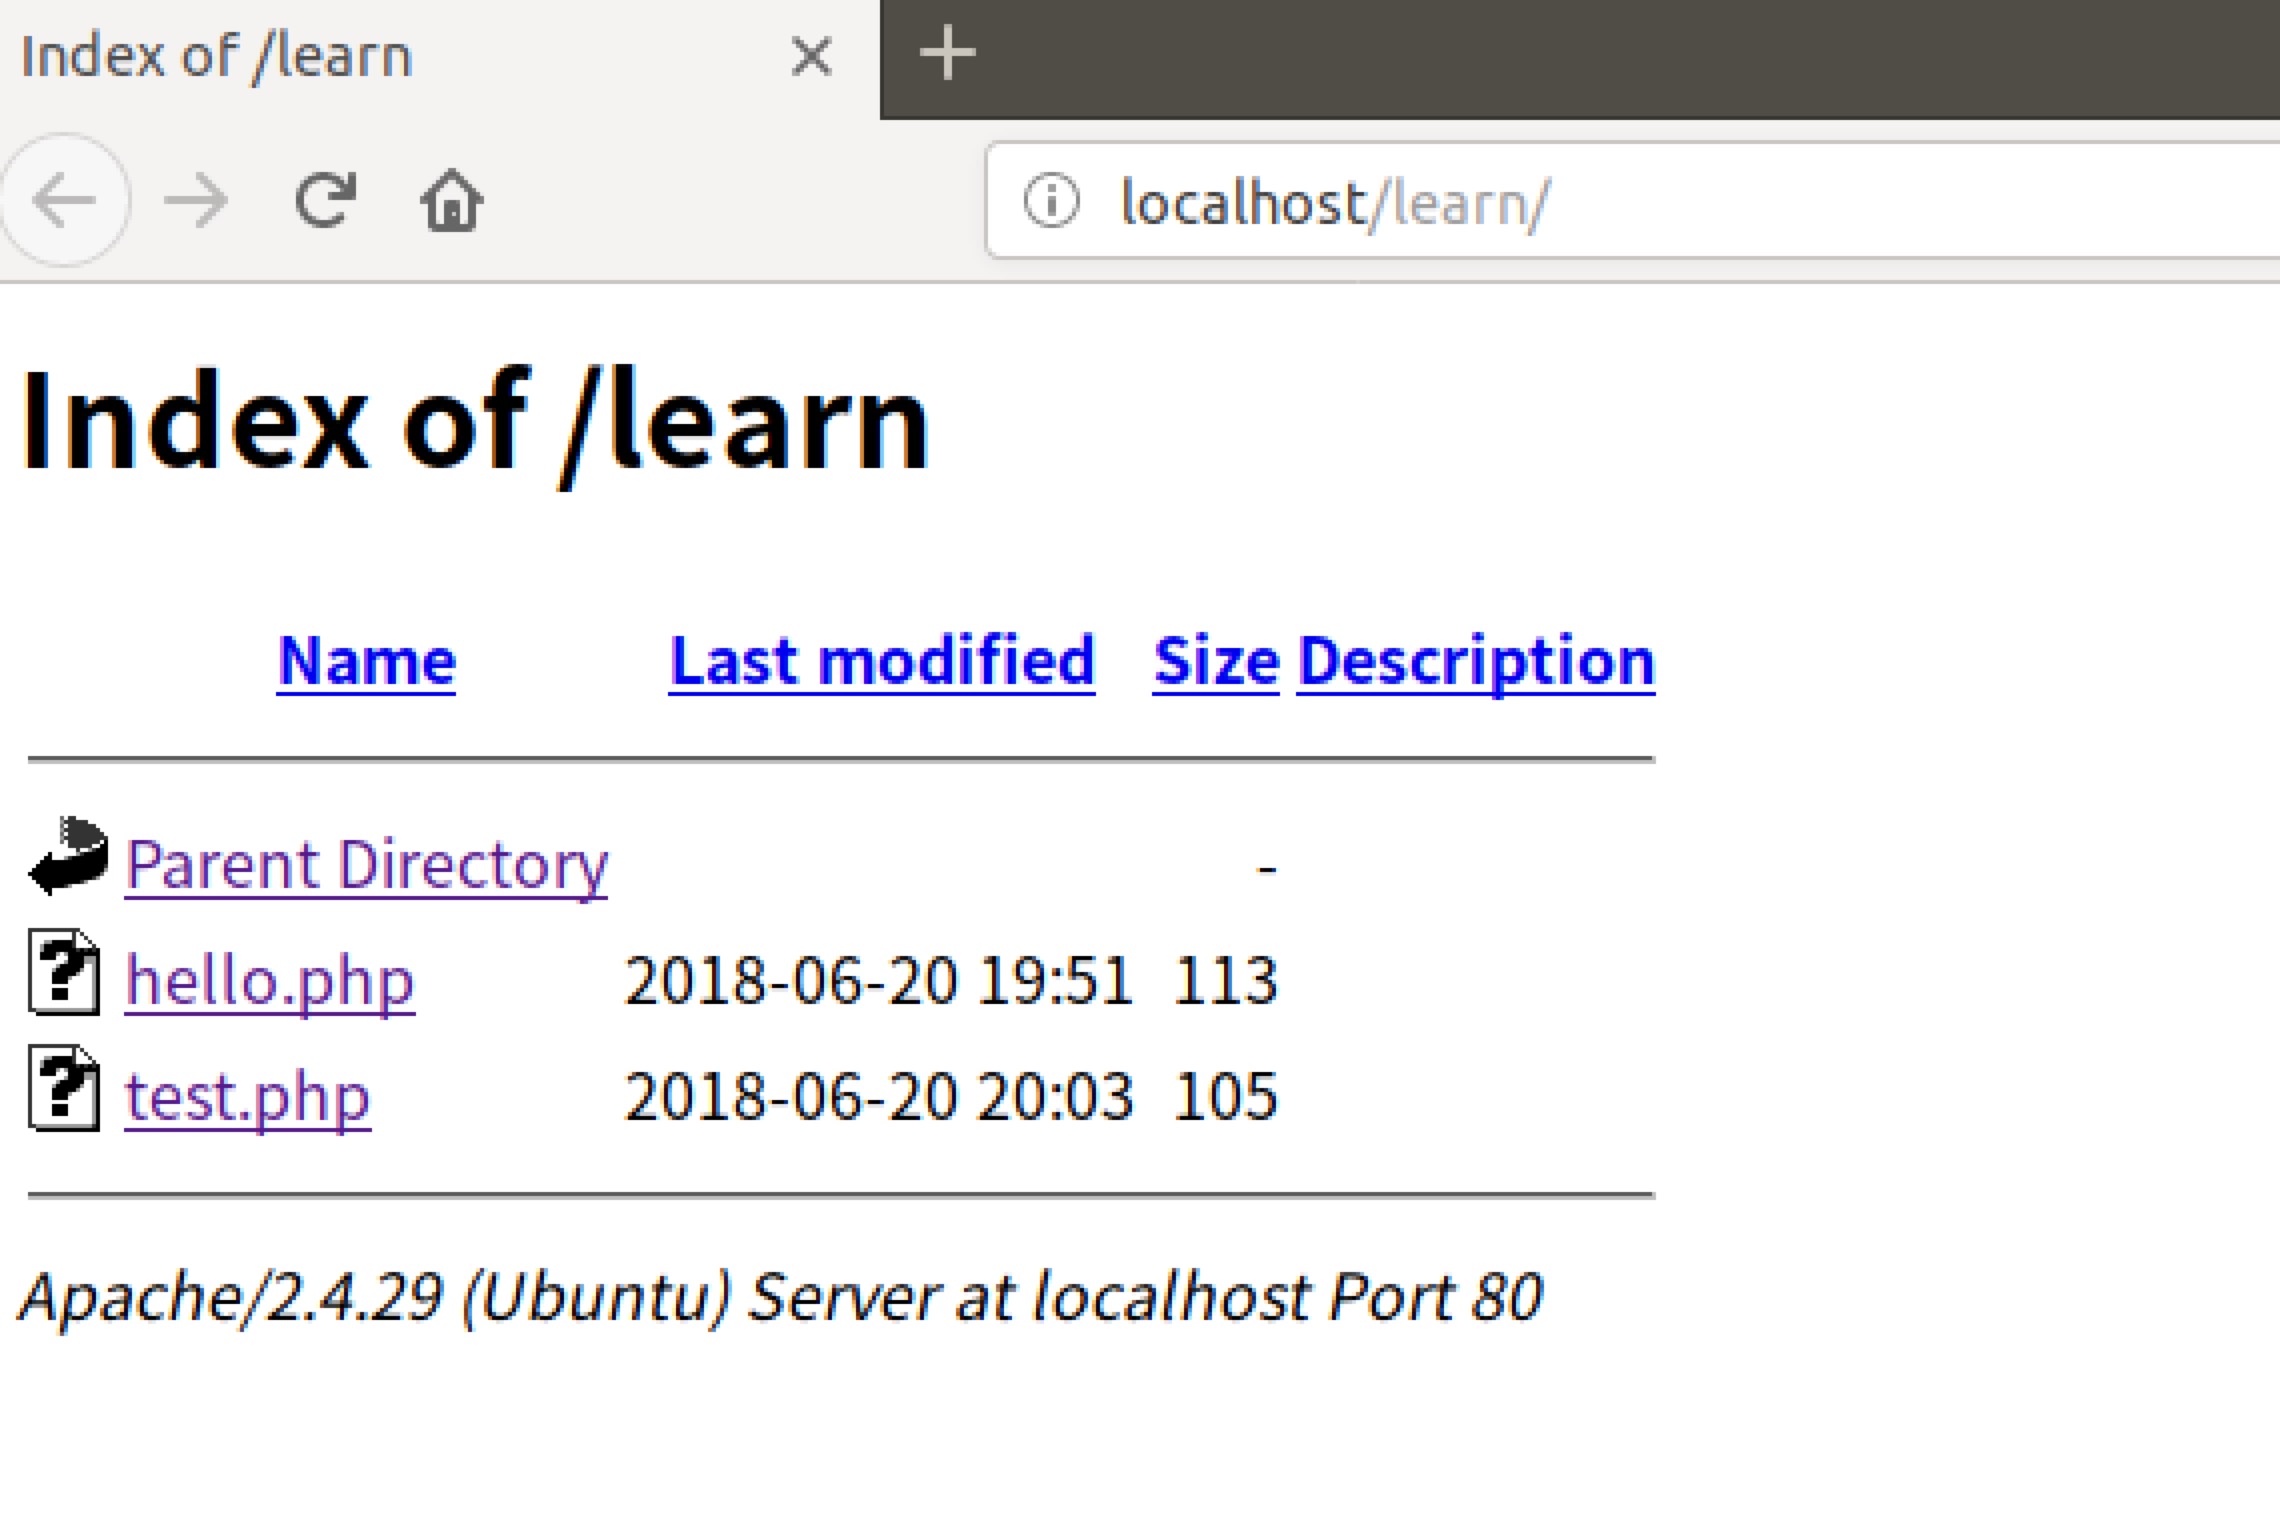 Index of /learn
localhost/learn/
Index of /learn
Name Last modified Size Description
Parent Directory -
hello.php 2018-06-20 19:51 113
test.php 2018-06-20 20:03 105
Apache/2.4.29 (Ubuntu) Server at localhost Port 80